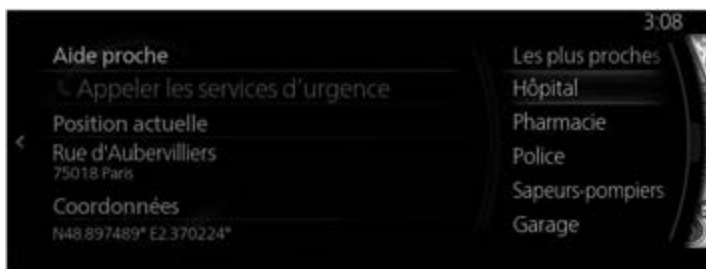 3:08
Aide proche
Appeler les services d'urgence
Position actuelle
Rue d'Aubervilliers
75018 Paris
Coordonnées
N48.897489° E2.370224°
Les plus proches
Hôpital
Pharmacie
Police
Sapeurs-pompiers
Garage